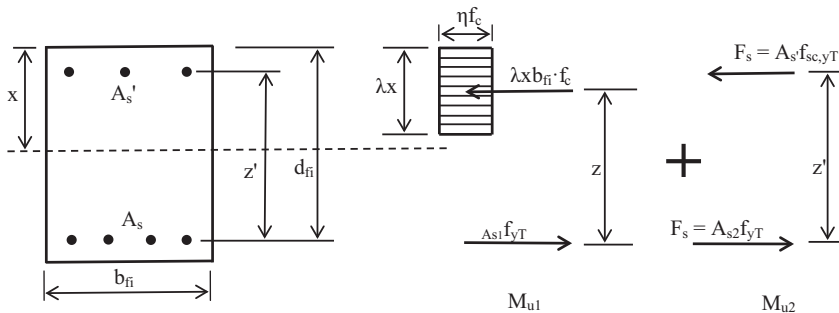 ηf_c
x
A_s'
λx
λxb_fi·f_c
F_s = A_s'f_sc,yT
z'
d_fi
z
+
z'
A_s
A_s1f_yT
F_s = A_s2f_yT
b_fi
M_u1
M_u2